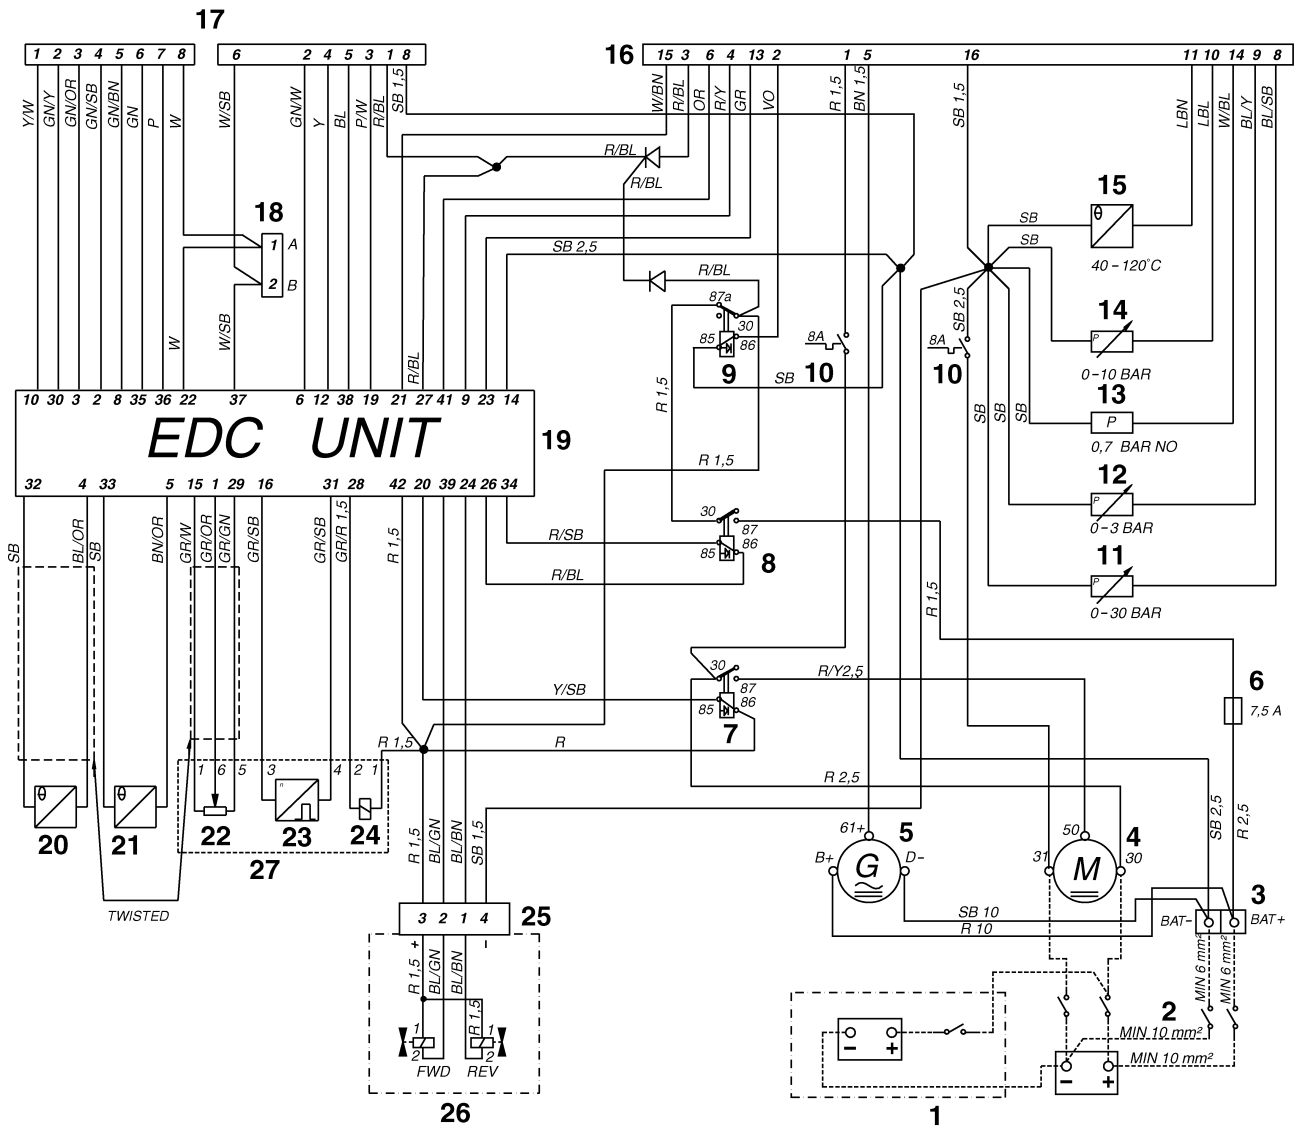 17
1 2 3 4 5 6 7 8
6 2 4 5 3 1 8
16
15 3 6 4 13 2 1 5 16 11 10 14 9 8
Y/W GN/Y GN/OR GN/SB GN/BN GN P W
W/SB GN/W Y BL P/W R/BL SB 1,5
W/BN R/BL OR R/Y GR VO R 1,5 BN 1,5 SB 1,5
LBN LBL W/BL BL/Y BL/SB
R/BL
R/BL
15
θ
SB
40–120°C
18
1 A
2 B
SB 2,5
R/BL
SB
14
P
0–10 BAR
87a
30
85
86
9
SB
8A
10
8A
10
SB 2,5
W
W/SB
R/BL
R 1,5
SB SB SB
13
P
0,7 BAR NO
10 30 3 2 8 35 36 22 37 6 12 38 19 21 27 41 9 23 14
EDC UNIT
19
32 4 33 5 15 1 29 16 31 28 42 20 39 24 26 34
R 1,5
12
P
0–3 BAR
SB BL/OR SB BN/OR GR/W GR/OR GR/GN GR/SB GR/SB GR/R 1,5 R 1,5
30
87
86
85
8
R/SB
R/BL
11
P
0–30 BAR
R 1,5
30
87
86
85
7
R/Y2,5
Y/SB
6
7,5 A
R 1,5
R
R 2,5
1 6 5 3 4 2 1
θ
20
θ
21
22
n
23
24
27
TWISTED
R 1,5 BL/GN BL/BN SB 1,5
61+
5
B+
D–
G
50
4
31
30
M
SB 2,5 R 2,5
SB 10
R 10
3
BAT–
BAT+
3 2 1 4
25
+ –
R 1,5 BL/GN BL/BN
R 1,5
1
2
1
2
FWD REV
26
MIN 6 mm²
MIN 6 mm²
2
MIN 10 mm²
MIN 10 mm²
– +
– +
1